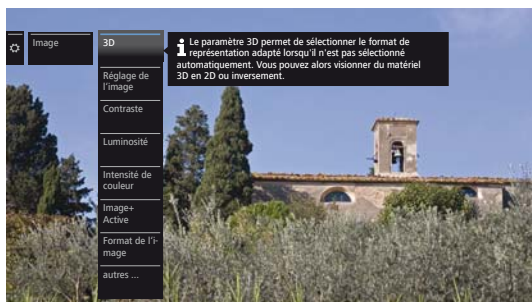 Image
3D
Le paramètre 3D permet de sélectionner le format de
représentation adapté lorsqu'il n'est pas sélectionné
automatiquement. Vous pouvez alors visionner du matériel
3D en 2D ou inversement.
Réglage de
l'image
Contraste
Luminosité
Intensité de
couleur
Image+
Active
Format de l'i-
mage
autres ...